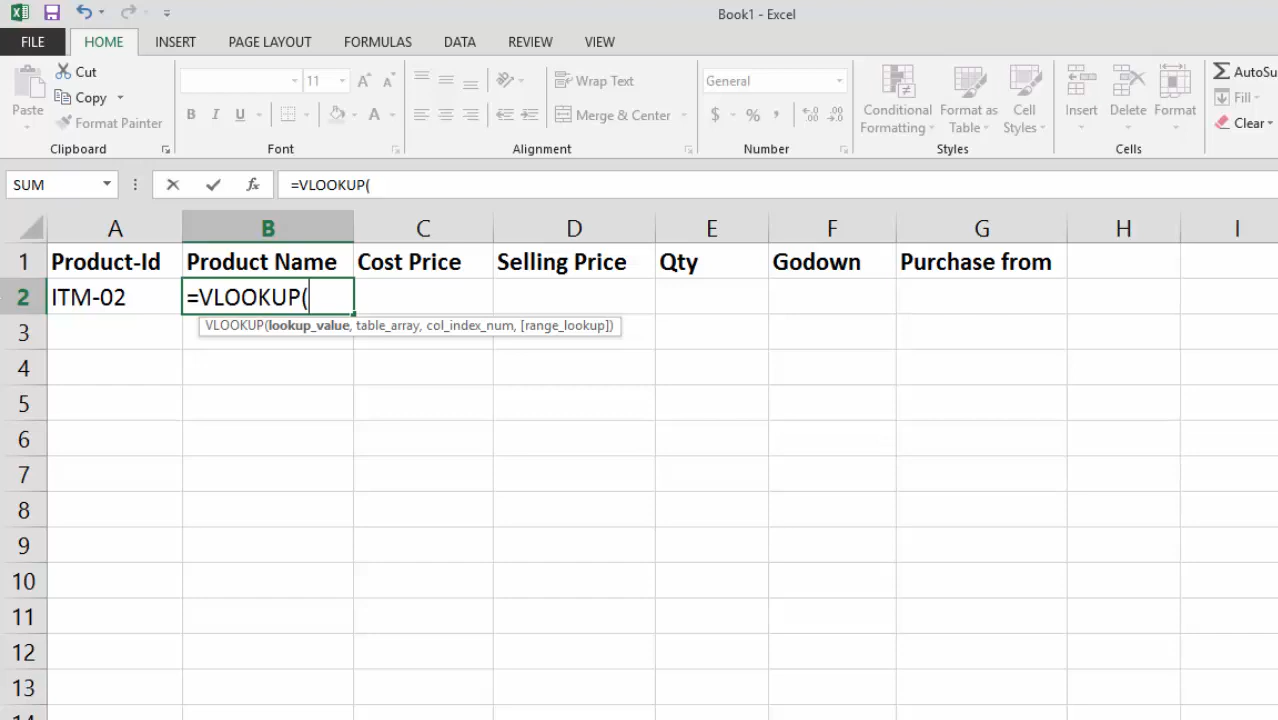 Book1 - Excel
FILE HOME INSERT PAGE LAYOUT FORMULAS DATA REVIEW VIEW
Paste Cut Copy Format Painter
11 B I U
Wrap Text Merge & Center
General $ % , .0 .00
Conditional Formatting Format as Table Cell Styles
Insert Delete Format
AutoSu Fill Clear
Clipboard Font Alignment Number Styles Cells
SUM fx =VLOOKUP(
A B C D E F G H I
1 Product-Id Product Name Cost Price Selling Price Qty Godown Purchase from
2 ITM-02 =VLOOKUP(
VLOOKUP(lookup_value, table_array, col_index_num, [range_lookup])
3
4
5
6
7
8
9
10
11
12
13